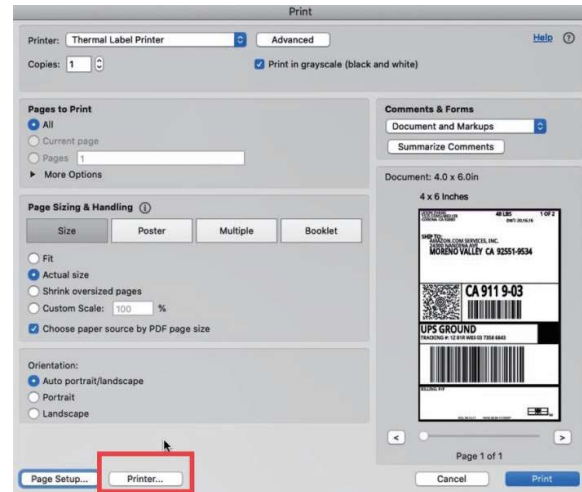 Print
Printer: Thermal Label Printer Advanced Help ?
Copies: 1 Print in grayscale (black and white)
Pages to Print
All
Current page
Pages 1
More Options
Page Sizing & Handling
Size Poster Multiple Booklet
Fit
Actual size
Shrink oversized pages
Custom Scale: 100 %
Choose paper source by PDF page size
Orientation:
Auto portrait/landscape
Portrait
Landscape
Page Setup... Printer...
Comments & Forms
Document and Markups
Summarize Comments
Document: 4.0 x 6.0in
4 x 6 Inches
48 LBS 1 OF 2
SHIP TO:
AMAZON.COM SERVICES, INC.
MORENO VALLEY CA 92551-9534
CA 911 9-03
UPS GROUND
< >
Page 1 of 1
Cancel Print